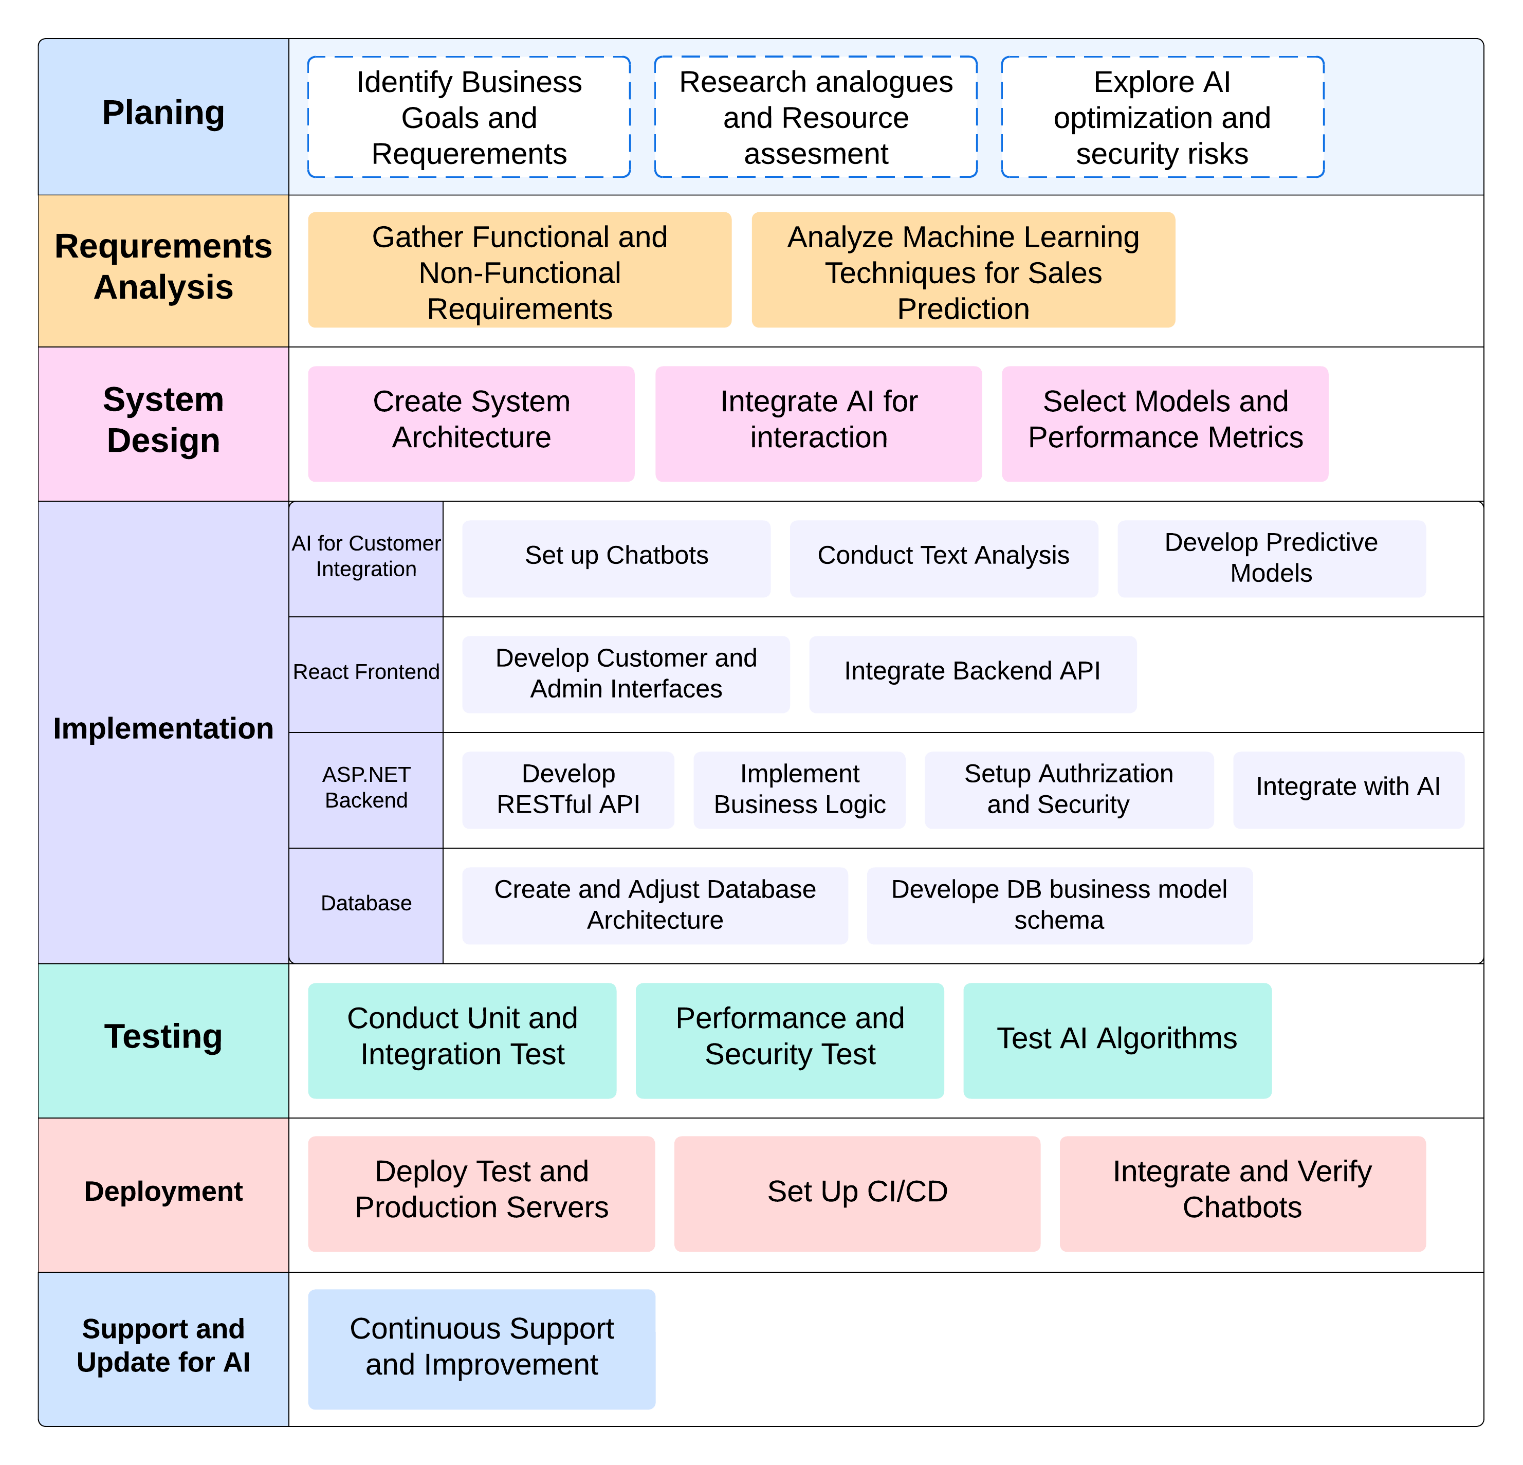 Planing
Identify Business
Goals and
Requerements
Research analogues
and Resource
assesment
Explore AI
optimization and
security risks
Requrements
Analysis
Gather Functional and
Non-Functional
Requirements
Analyze Machine Learning
Techniques for Sales
Prediction
System
Design
Create System
Architecture
Integrate AI for
interaction
Select Models and
Performance Metrics
Implementation
AI for Customer
Integration
Set up Chatbots
Conduct Text Analysis
Develop Predictive
Models
React Frontend
Develop Customer and
Admin Interfaces
Integrate Backend API
ASP.NET
Backend
Develop
RESTful API
Implement
Business Logic
Setup Authrization
and Security
Integrate with AI
Database
Create and Adjust Database
Architecture
Develope DB business model
schema
Testing
Conduct Unit and
Integration Test
Performance and
Security Test
Test AI Algorithms
Deployment
Deploy Test and
Production Servers
Set Up CI/CD
Integrate and Verify
Chatbots
Support and
Update for AI
Continuous Support
and Improvement